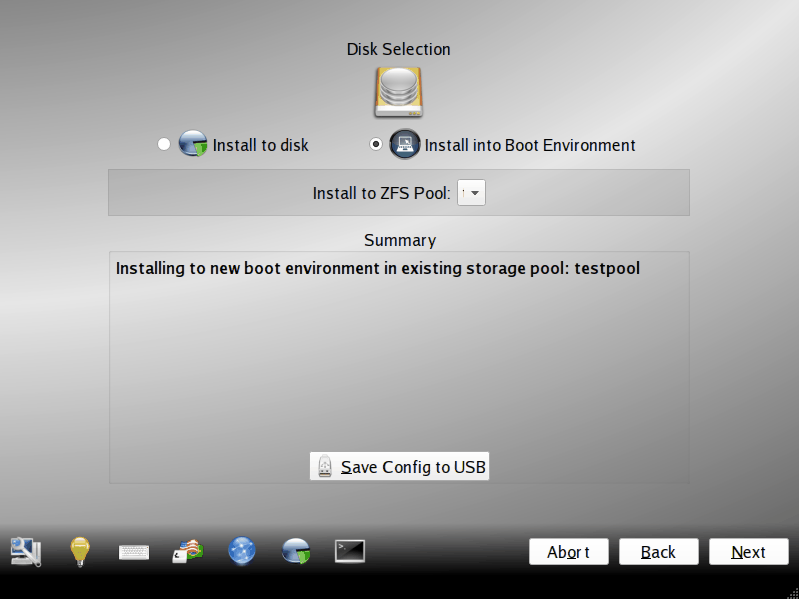 Disk Selection
Install to disk
Install into Boot Environment
Install to ZFS Pool:
Summary
Installing to new boot environment in existing storage pool: testpool
Save Config to USB
Abort
Back
Next